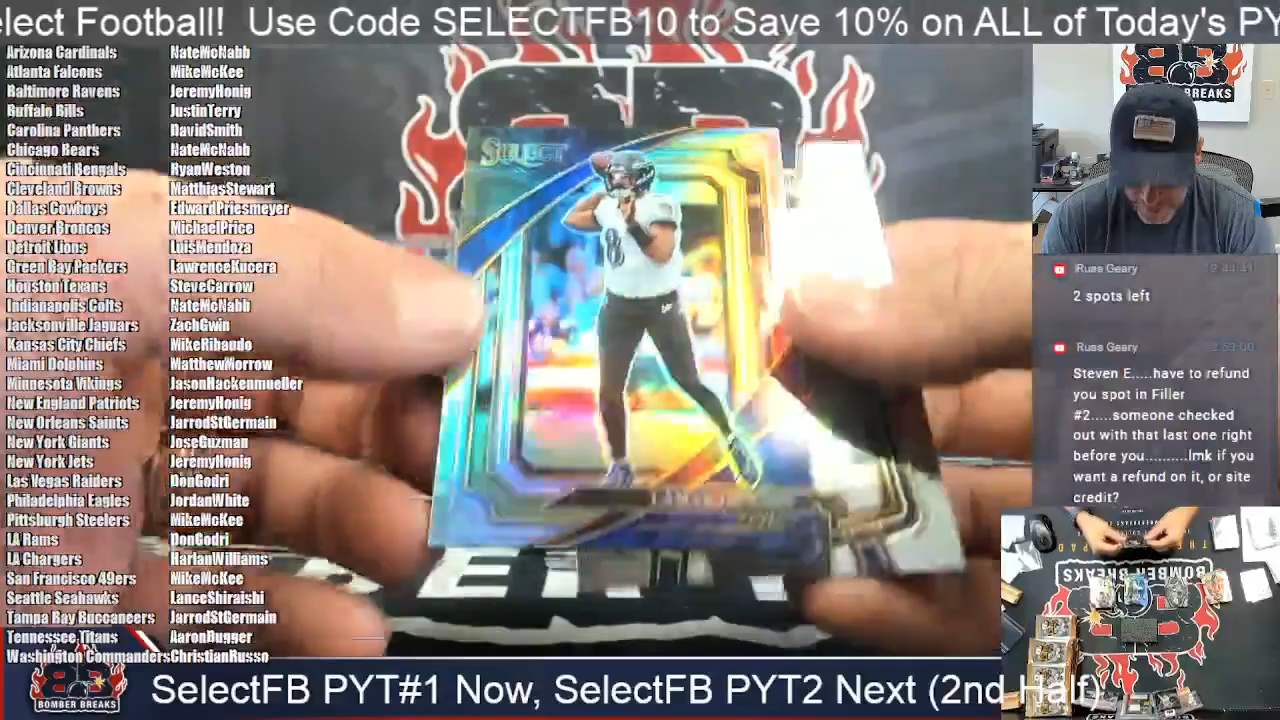 elect Football!  Use Code SELECTFB10 to Save 10% on ALL of Today's PY
Arizona Cardinals NateMcNabb
Atlanta Falcons MikeMcKee
Baltimore Ravens JeremyHonig
Buffalo Bills JustinTerry
Carolina Panthers DavidSmith
Chicago Bears NateMcNabb
Cincinnati Bengals RyanWeston
Cleveland Browns MatthiasStewart
Dallas Cowboys EdwardPriesmeyer
Denver Broncos MichaelPrice
Detroit Lions LuisMendoza
Green Bay Packers LawrenceKucera
Houston Texans SteveCarrow
Indianapolis Colts NateMcNabb
Jacksonville Jaguars ZachGwin
Kansas City Chiefs MikeRibaudo
Miami Dolphins MatthewMorrow
Minnesota Vikings JasonHackenmueller
New England Patriots JeremyHonig
New Orleans Saints JarrodStGermain
New York Giants JoseGuzman
New York Jets JeremyHonig
Las Vegas Raiders DonGodri
Philadelphia Eagles JordanWhite
Pittsburgh Steelers MikeMcKee
LA Rams DonGodri
LA Chargers HarlanWilliams
San Francisco 49ers MikeMcKee
Seattle Seahawks LanceShiraishi
Tampa Bay Buccaneers JarrodStGermain
Tennessee Titans AaronDugger
Washington Commanders ChristianRusso
SELECT
8
BREAKS
Russ Geary
2 spots left
Russ Geary
Steven E.....have to refund
you spot in Filler
#2.....someone checked
out with that last one right
before you..........lmk if you
want a refund on it, or site
credit?
BOMBER BREAKS
BOMBER BREAKS
SelectFB PYT#1 Now, SelectFB PYT2 Next (2nd Half)